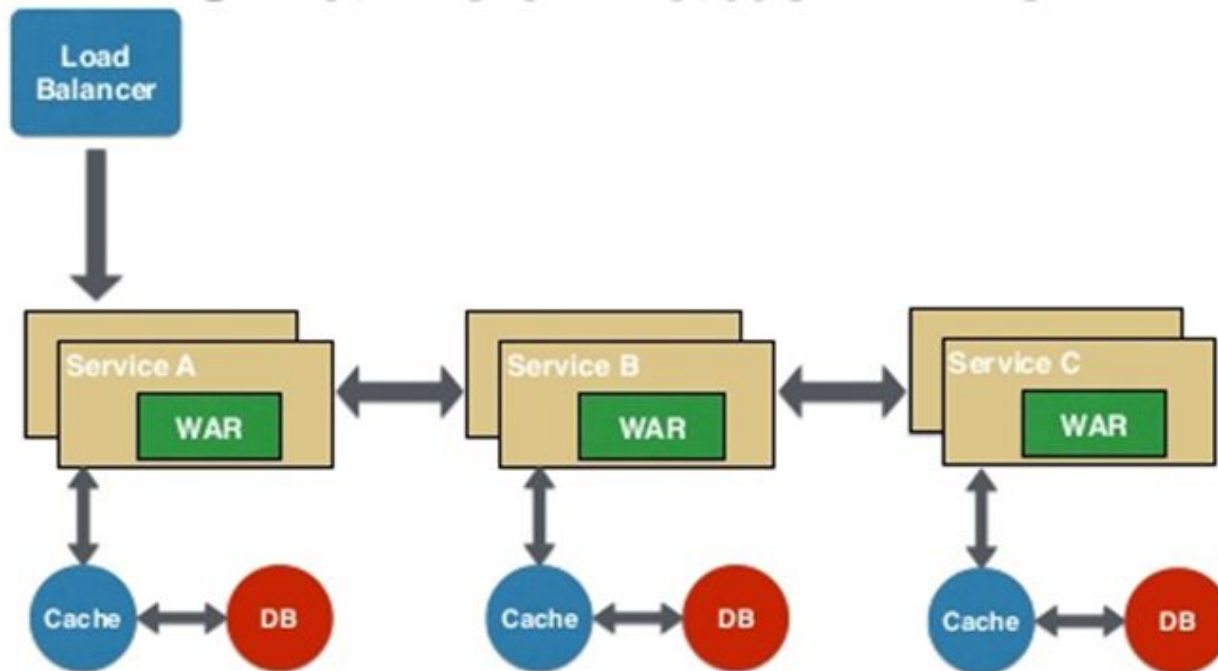 Load
Balancer
Service A
WAR
Service B
WAR
Service C
WAR
Cache
DB
Cache
DB
Cache
DB